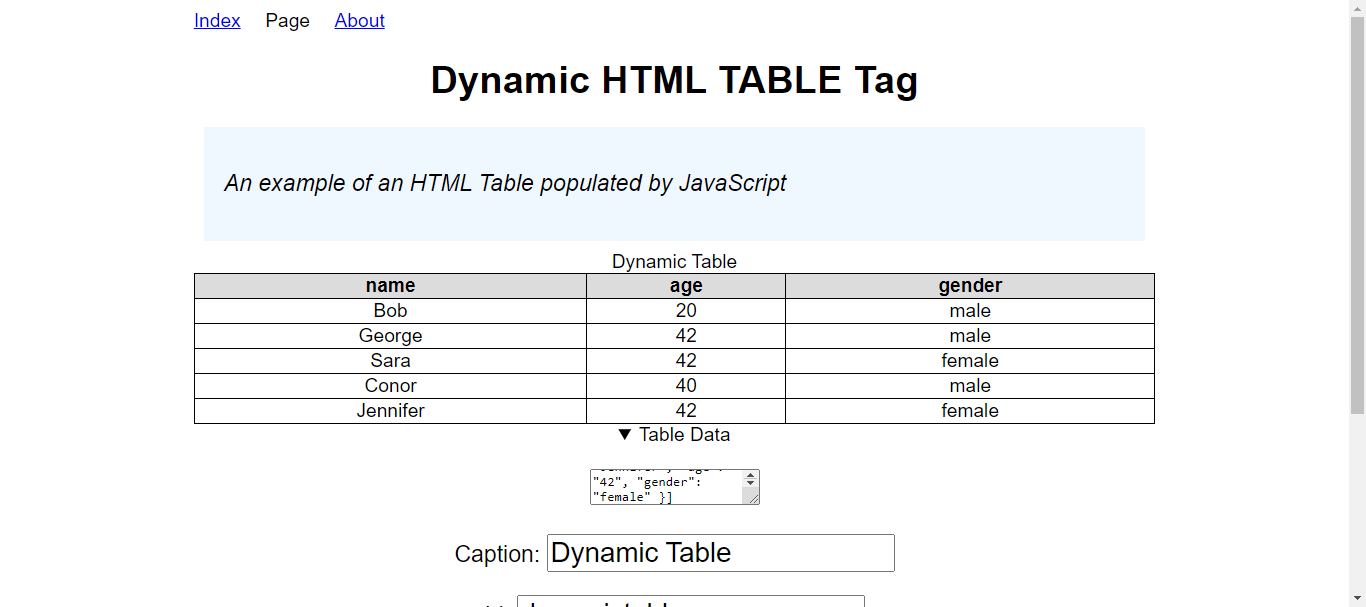 Index Page About
Dynamic HTML TABLE Tag
An example of an HTML Table populated by JavaScript
Dynamic Table
name age gender
Bob 20 male
George 42 male
Sara 42 female
Conor 40 male
Jennifer 42 female
Table Data
"42", "gender":
"female" }]
Caption: Dynamic Table